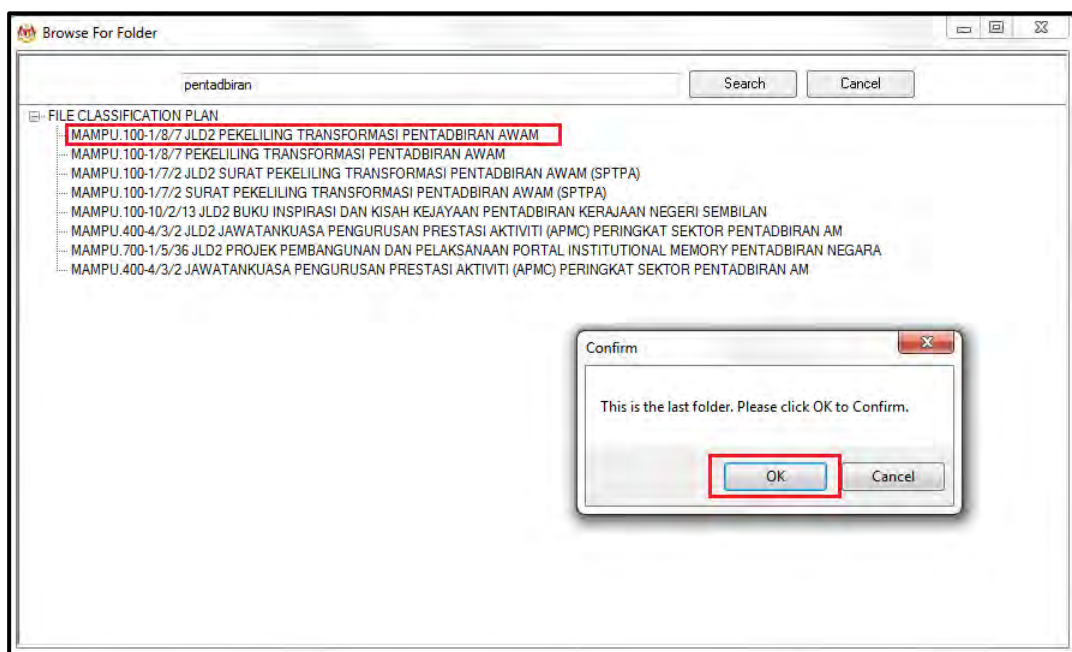 Browse For Folder
pentadbiran
Search
Cancel
FILE CLASSIFICATION PLAN
MAMPU.100-1/8/7 JLD2 PEKELILING TRANSFORMASI PENTADBIRAN AWAM
MAMPU.100-1/8/7 PEKELILING TRANSFORMASI PENTADBIRAN AWAM
MAMPU.100-1/7/2 JLD2 SURAT PEKELILING TRANSFORMASI PENTADBIRAN AWAM (SPTPA)
MAMPU.100-1/7/2 SURAT PEKELILING TRANSFORMASI PENTADBIRAN AWAM (SPTPA)
MAMPU.100-10/2/13 JLD2 BUKU INSPIRASI DAN KISAH KEJAYAAN PENTADBIRAN KERAJAAN NEGERI SEMBILAN
MAMPU.400-4/3/2 JLD2 JAWATANKUASA PENGURUSAN PRESTASI AKTIVITI (APMC) PERINGKAT SEKTOR PENTADBIRAN AM
MAMPU.700-1/5/36 JLD2 PROJEK PEMBANGUNAN DAN PELAKSANAAN PORTAL INSTITUTIONAL MEMORY PENTADBIRAN NEGARA
MAMPU.400-4/3/2 JAWATANKUASA PENGURUSAN PRESTASI AKTIVITI (APMC) PERINGKAT SEKTOR PENTADBIRAN AM
Confirm
This is the last folder. Please click OK to Confirm.
OK
Cancel